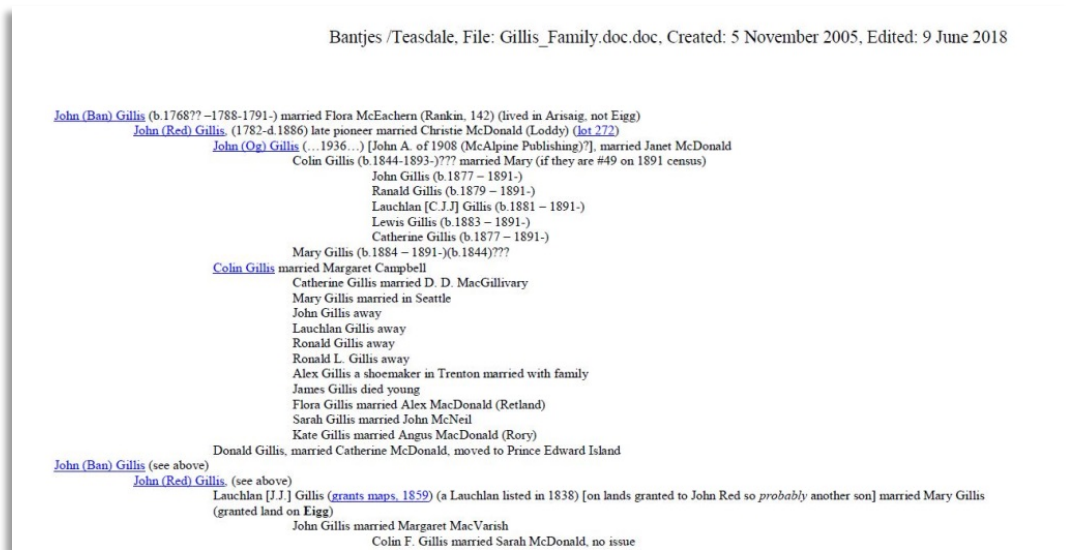 Bantjes /Teasdale, File: Gillis_Family.doc.doc, Created: 5 November 2005, Edited: 9 June 2018
John (Ban) Gillis (b.1768?? –1788-1791-) married Flora McEachern (Rankin, 142) (lived in Arisaig, not Eigg)
John (Red) Gillis, (1782-d.1886) late pioneer married Christie McDonald (Loddy) (lot 272)
John (Og) Gillis (…1936…) [John A. of 1908 (McAlpine Publishing)?], married Janet McDonald
Colin Gillis (b.1844-1893-)??? married Mary (if they are #49 on 1891 census)
John Gillis (b.1877 – 1891-)
Ranald Gillis (b.1879 – 1891-)
Lauchlan [C.J.J] Gillis (b.1881 – 1891-)
Lewis Gillis (b.1883 – 1891-)
Catherine Gillis (b.1877 – 1891-)
Mary Gillis (b.1884 – 1891-)(b.1844)???
Colin Gillis married Margaret Campbell
Catherine Gillis married D. D. MacGillivary
Mary Gillis married in Seattle
John Gillis away
Lauchlan Gillis away
Ronald Gillis away
Ronald L. Gillis away
Alex Gillis a shoemaker in Trenton married with family
James Gillis died young
Flora Gillis married Alex MacDonald (Retland)
Sarah Gillis married John McNeil
Kate Gillis married Angus MacDonald (Rory)
Donald Gillis, married Catherine McDonald, moved to Prince Edward Island
John (Ban) Gillis (see above)
John (Red) Gillis, (see above)
Lauchlan [J.J.] Gillis (grants maps, 1859) (a Lauchlan listed in 1838) [on lands granted to John Red so probably another son] married Mary Gillis
(granted land on Eigg)
John Gillis married Margaret MacVarish
Colin F. Gillis married Sarah McDonald, no issue